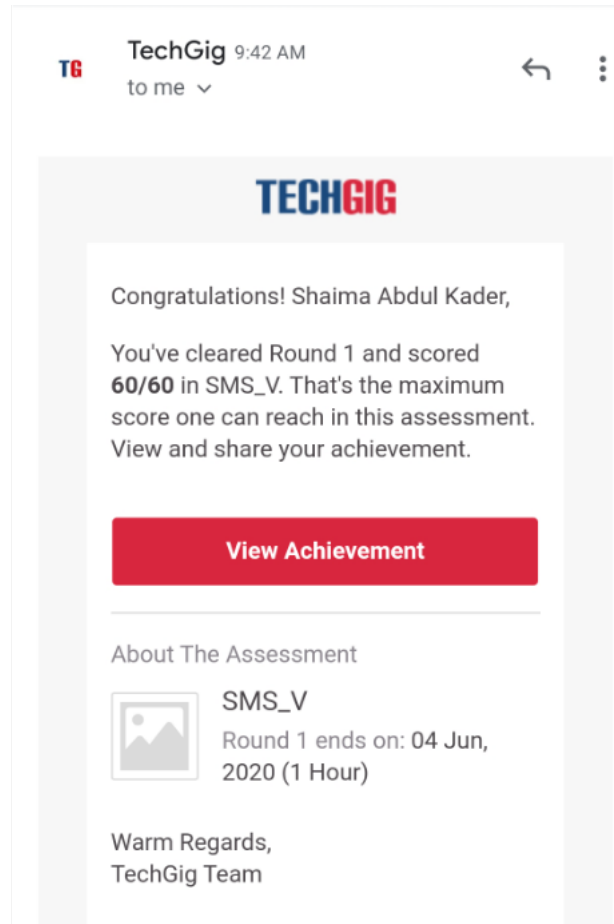 TG
TechGig 9:42 AM
to me
TECHGIG
Congratulations! Shaima Abdul Kader,
You've cleared Round 1 and scored
60/60 in SMS_V. That's the maximum
score one can reach in this assessment.
View and share your achievement.
View Achievement
About The Assessment
SMS_V
Round 1 ends on: 04 Jun,
2020 (1 Hour)
Warm Regards,
TechGig Team